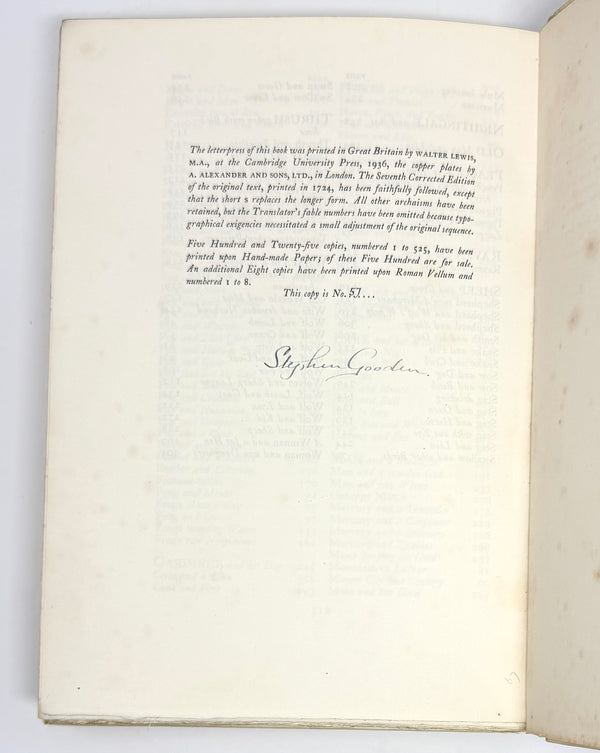 The letterpress of this book was printed in Great Britain by WALTER LEWIS,
M.A., at the Cambridge University Press, 1936, the copper plates by
A. ALEXANDER AND SONS, LTD., in London. The Seventh Corrected Edition
of the original text, printed in 1724, has been faithfully followed, except
that the short s replaces the longer form. All other archaisms have been
retained, but the Translator's fable numbers have been omitted because typo-
graphical exigencies necessitated a small adjustment of the original sequence.
Five Hundred and Twenty-five copies, numbered 1 to 525, have been
printed upon Hand-made Paper; of these Five Hundred are for sale.
An additional Eight copies have been printed upon Roman Vellum and
numbered 1 to 8.
This copy is No. 57...
Stephen Gooden.